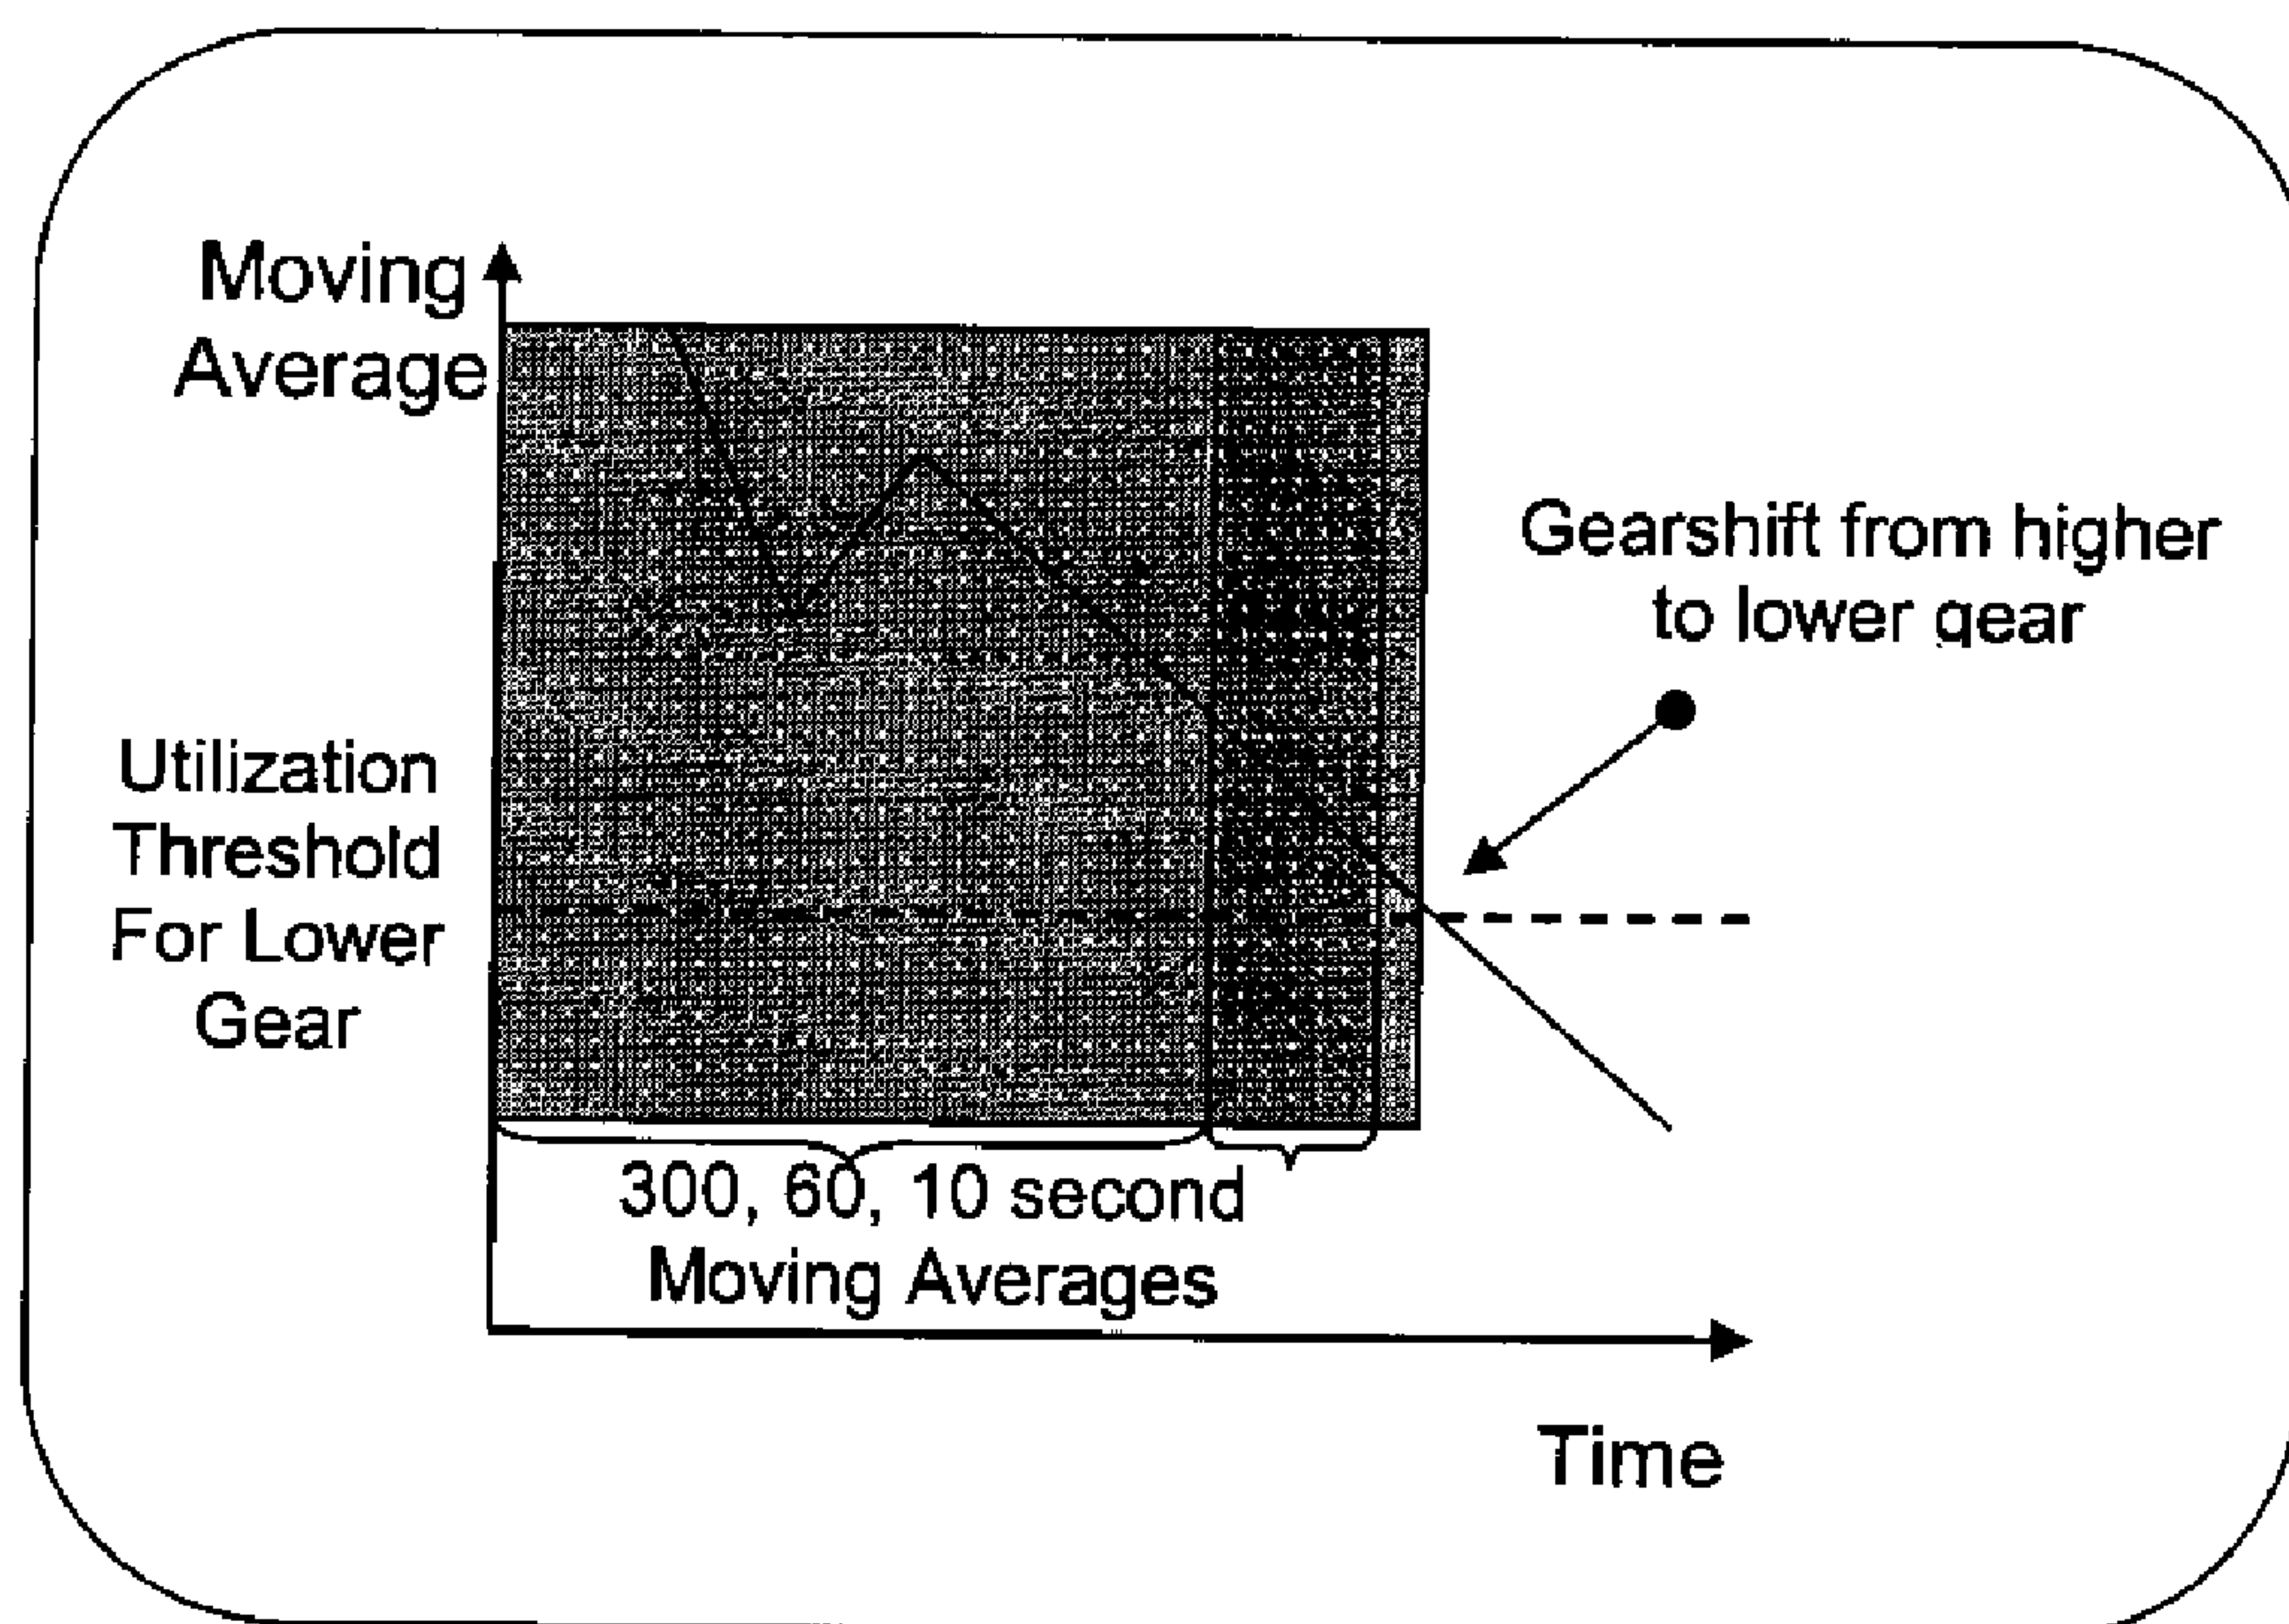 Moving
Average
Gearshift from higher
to lower gear
Utilization
Threshold
For Lower
Gear
300, 60, 10 second
Moving Averages
Time